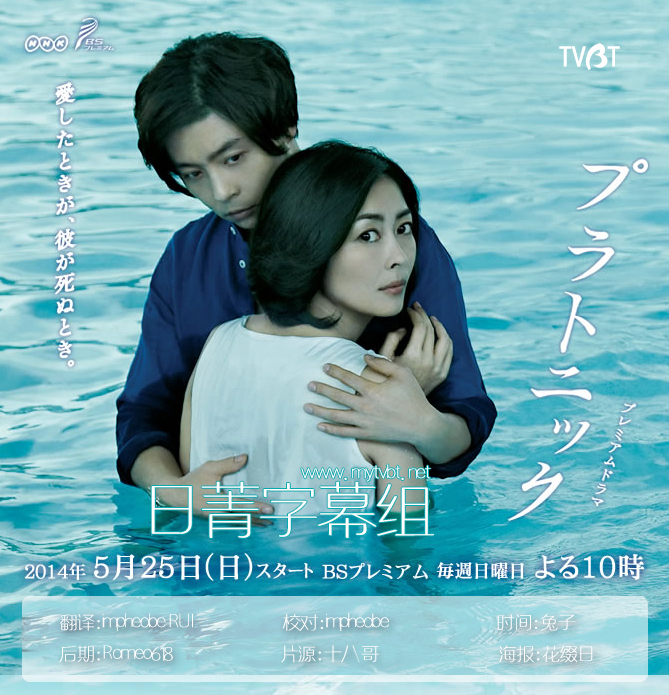 NHK BSプレミアム
TVBT
愛したときが、彼が死ぬとき。
プラトニック
プレミアムドラマ
www.mytvbt.net
日菁字幕组
2014年 5月25日(日)スタート BSプレミアム 毎週日曜日 よる10時
翻译:imphoebe RUI 校对:imphoebe 时间:兔子
后期:Romeo618 片源:十八哥 海报:花缀日